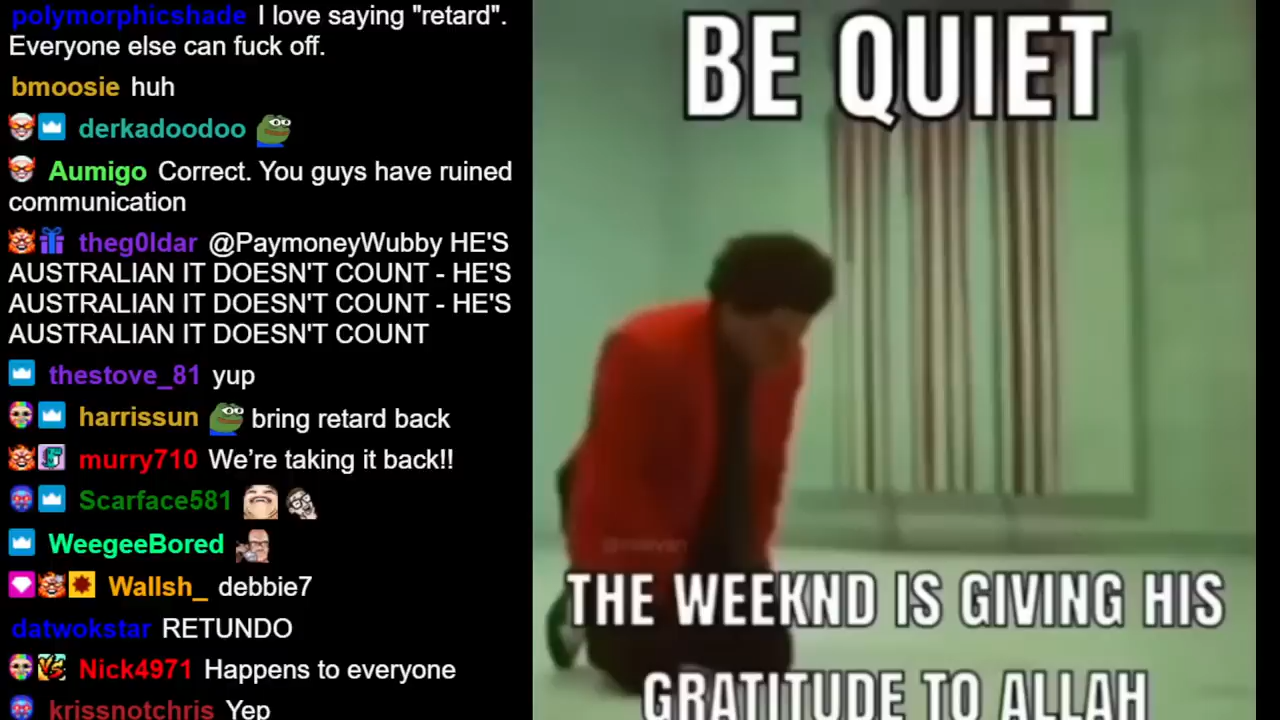 polymorphicshade I love saying "retard".
Everyone else can fuck off.
bmoosie huh
derkadoodoo
Aumigo Correct. You guys have ruined
communication
theg0ldar @PaymoneyWubby HE'S
AUSTRALIAN IT DOESN'T COUNT - HE'S
AUSTRALIAN IT DOESN'T COUNT - HE'S
AUSTRALIAN IT DOESN'T COUNT
thestove_81 yup
harrissun bring retard back
murry710 We’re taking it back!!
Scarface581
WeegeeBored
Wallsh_ debbie7
datwokstar RETUNDO
Nick4971 Happens to everyone
krissnotchris Yep
BE QUIET
THE WEEKND IS GIVING HIS
GRATITUDE TO ALLAH